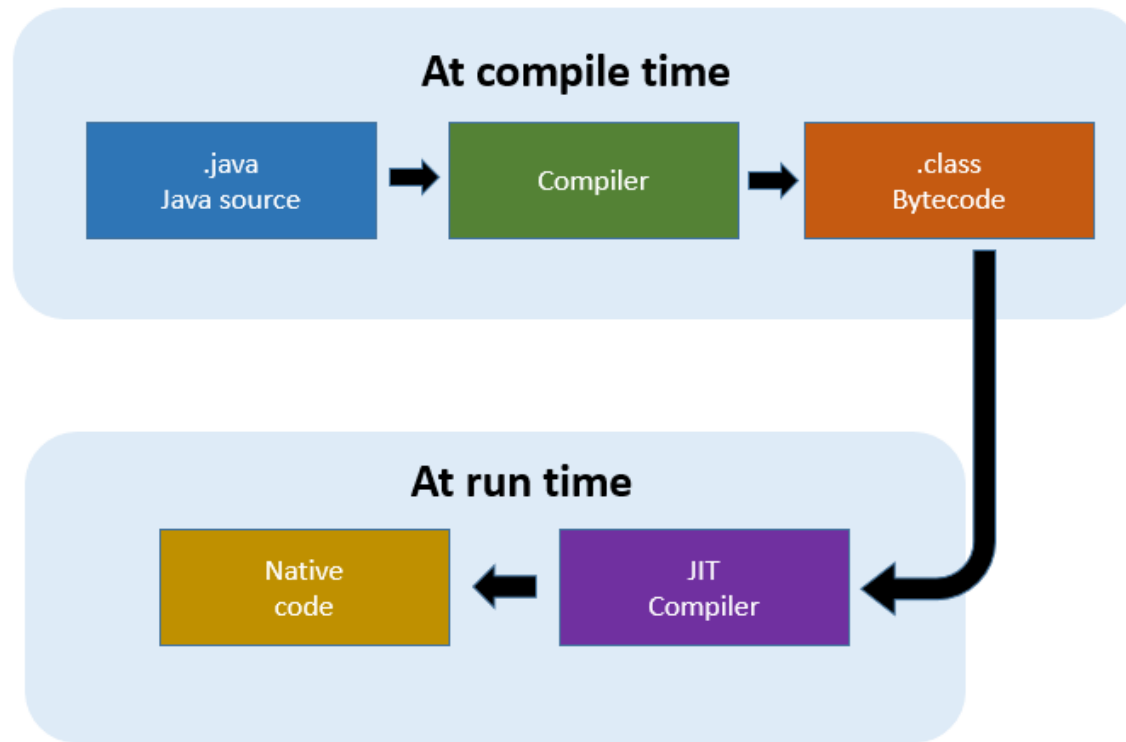 At compile time
.java
Java source
Compiler
.class
Bytecode
At run time
Native
code
JIT
Compiler